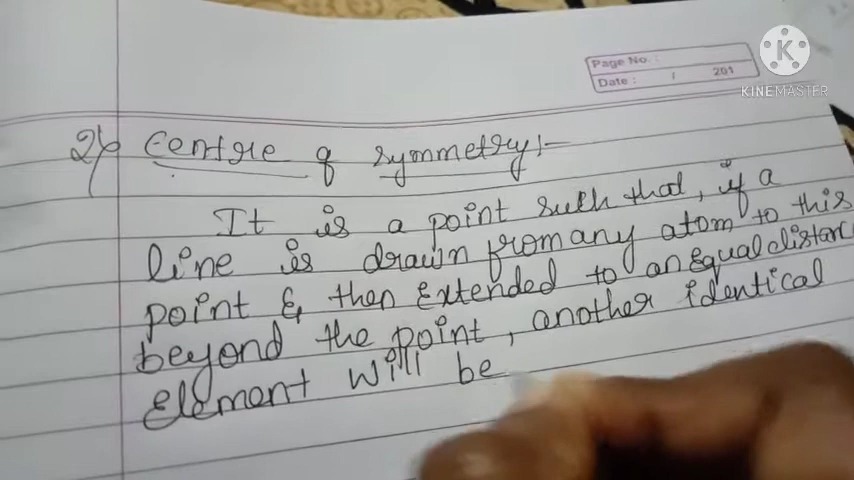 Page No. :
Date : / 201
K
KINEMASTER
2) Centre of symmetry :-
It is a point such that, if a
line is drawn from any atom to this
point & then Extended to an Equal distanc
beyond the point, another identical
Element will be